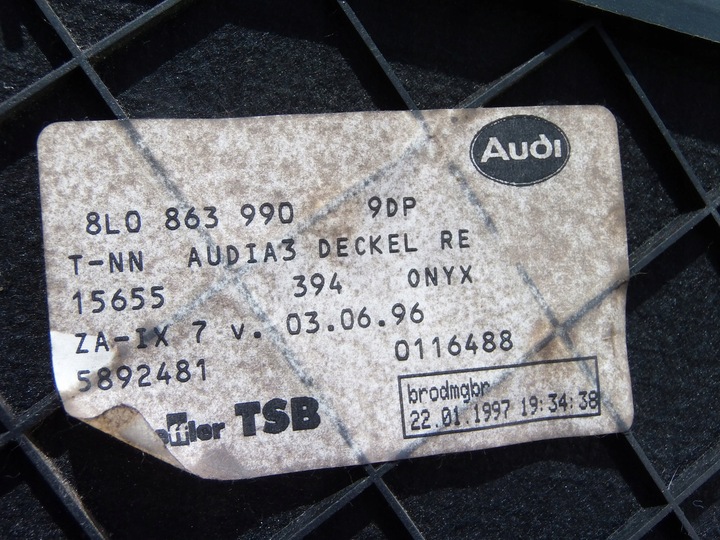 Audi
8L0 863 990 9DP
T-NN AUDIA3 DECKEL RE
15655 394 ONYX
ZA-IX 7 v. 03.06.96
5892481 0116488
brodmgbr
22.01.1997 19:34:38
TSB